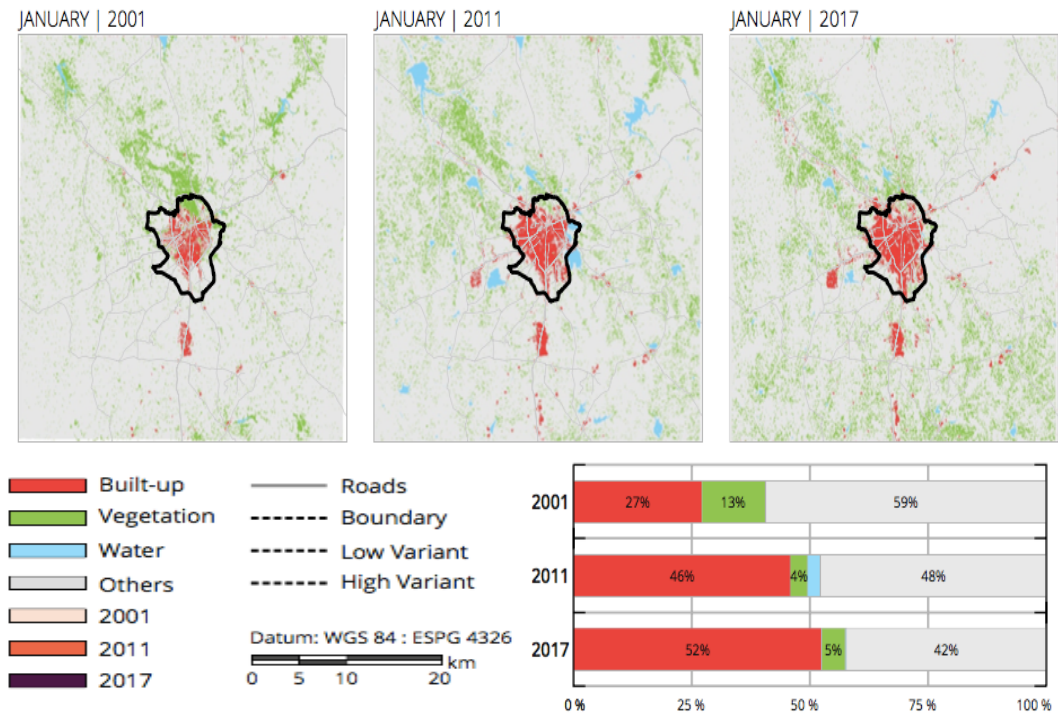 JANUARY | 2001
JANUARY | 2011
JANUARY | 2017
Built-up
Vegetation
Water
Others
2001
2011
2017
Roads
Boundary
Low Variant
High Variant
Datum: WGS 84 : ESPG 4326
km
0 5 10 20
2001 27% 13% 59%
2011 46% 4% 48%
2017 52% 5% 42%
0 % 25 % 50 % 75 % 100 %